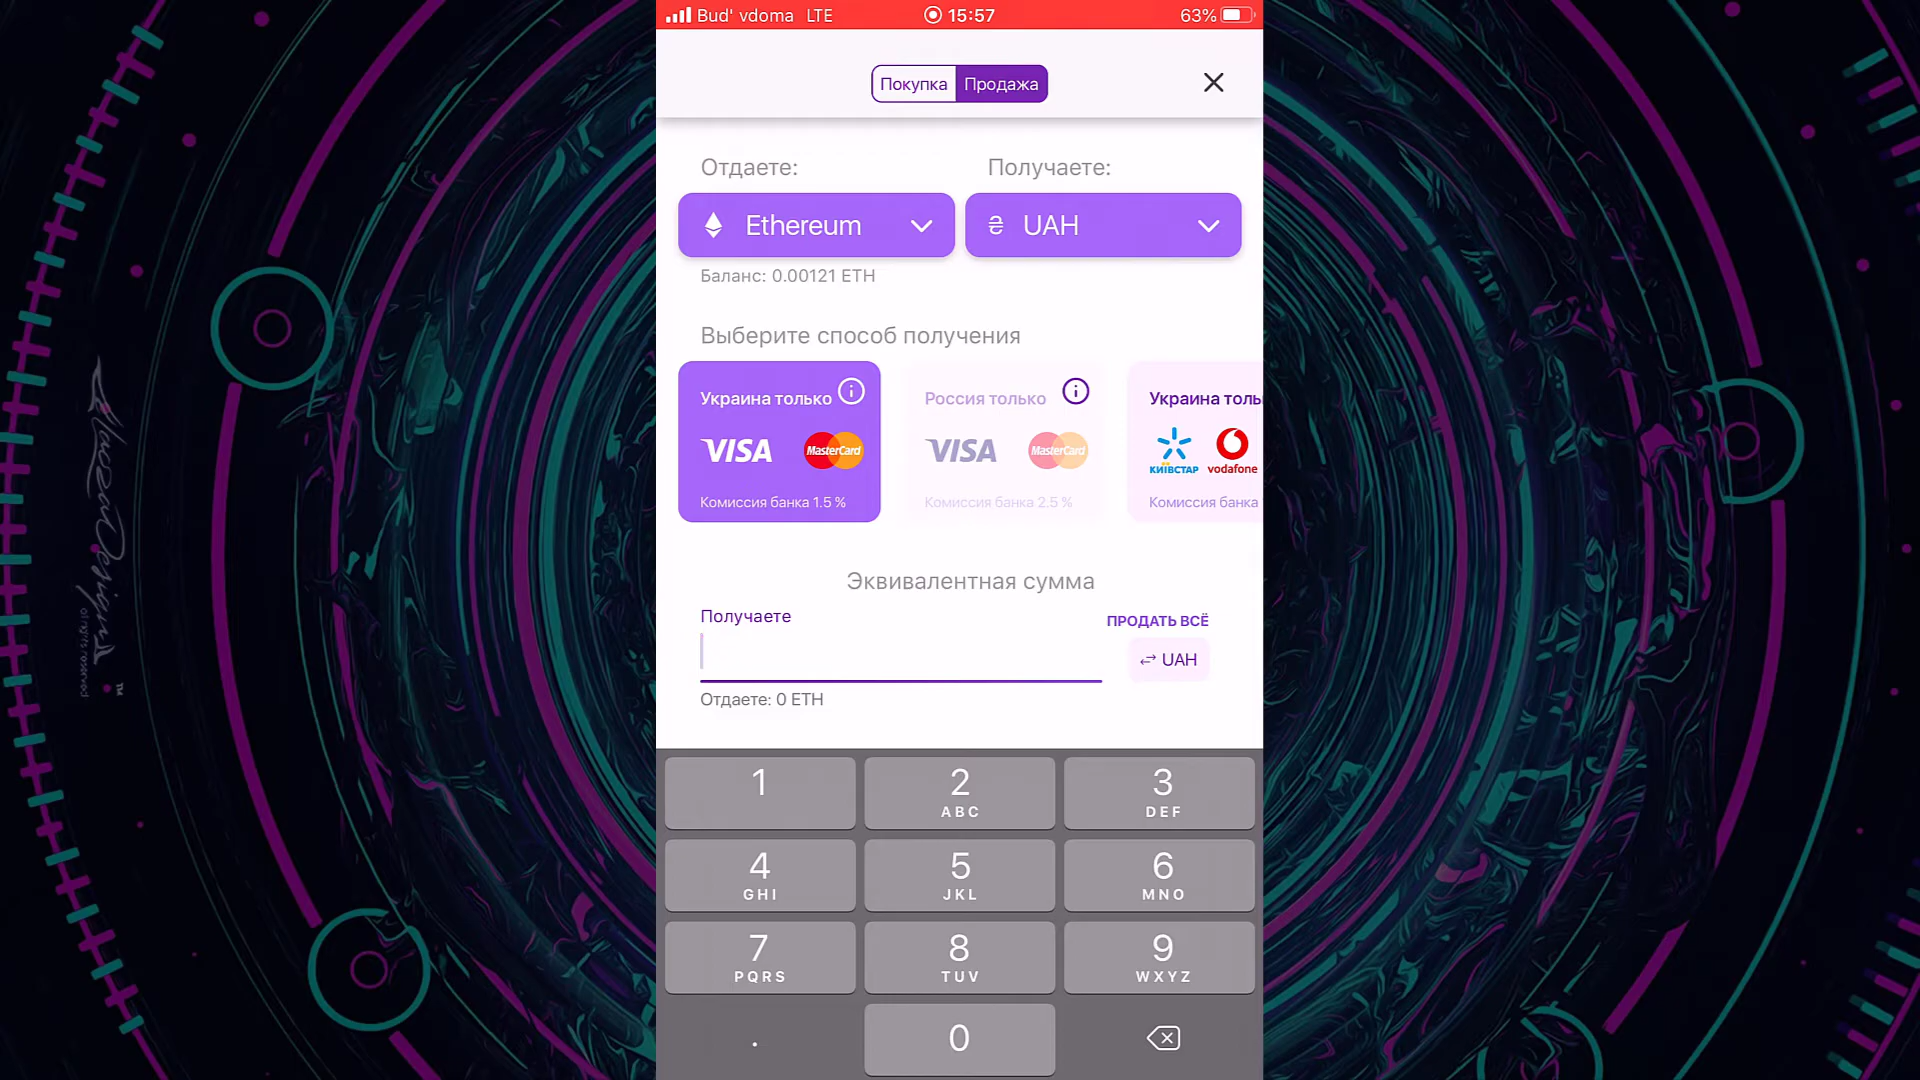 Bud' vdoma LTE 15:57 63%
Покупка Продажа
Отдаете: Получаете:
Ethereum ₴ UAH
Баланс: 0.00121 ETH
Выберите способ получения
Украина только Россия только Украина толь
VISA MasterCard VISA MasterCard КИЇВСТАР vodafone
Комиссия банка 1.5 % Комиссия банка 2.5 % Комиссия банка
Эквивалентная сумма
Получаете ПРОДАТЬ ВСЁ
UAH
Отдаете: 0 ETH
1 2 3
ABC DEF
4 5 6
GHI JKL MNO
7 8 9
PQRS TUV WXYZ
. 0